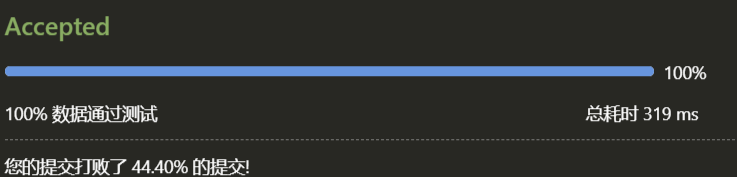 Accepted
100%
100% 数据通过测试
总耗时 319 ms
您的提交打败了 44.40% 的提交!